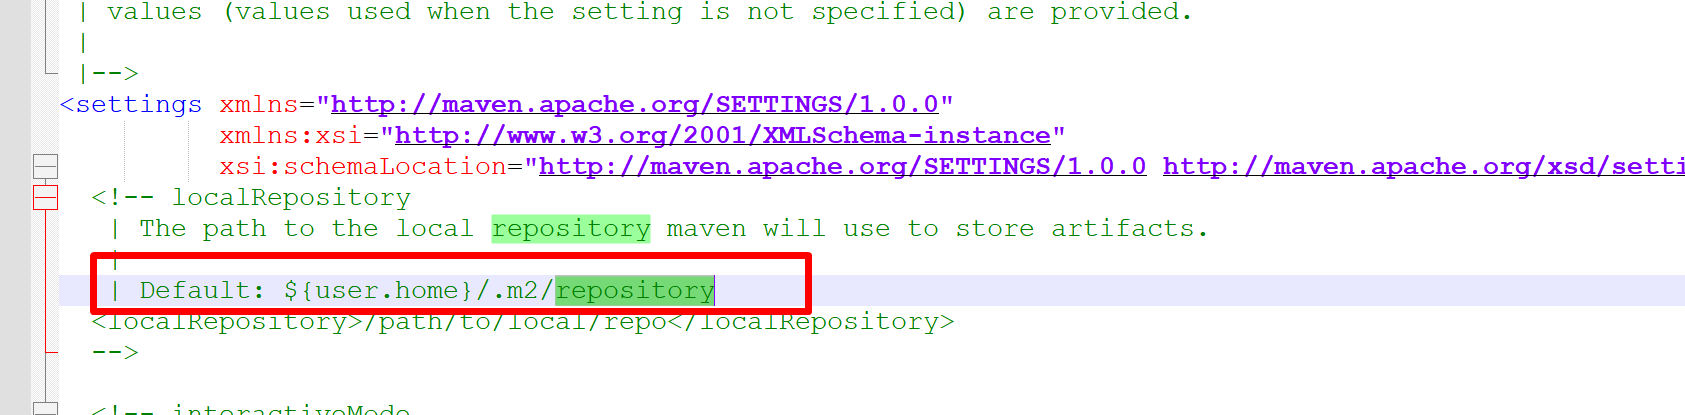 | values (values used when the setting is not specified) are provided.
|
|-->
<settings xmlns="http://maven.apache.org/SETTINGS/1.0.0"
xmlns:xsi="http://www.w3.org/2001/XMLSchema-instance"
xsi:schemaLocation="http://maven.apache.org/SETTINGS/1.0.0 http://maven.apache.org/xsd/setti
<!-- localRepository
| The path to the local repository maven will use to store artifacts.
|
| Default: ${user.home}/.m2/repository
<localRepository>/path/to/local/repo</localRepository>
-->
<!-- interactiveMode